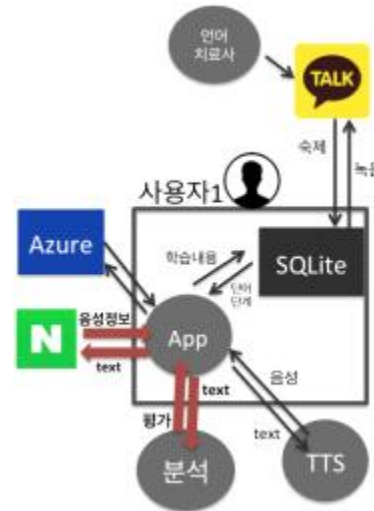 언어
치료사
TALK
숙제
녹음
사용자1
Azure
학습내용
SQLite
단어
단계
음성정보
N
App
text
text
음성
평가
text
분석
TTS